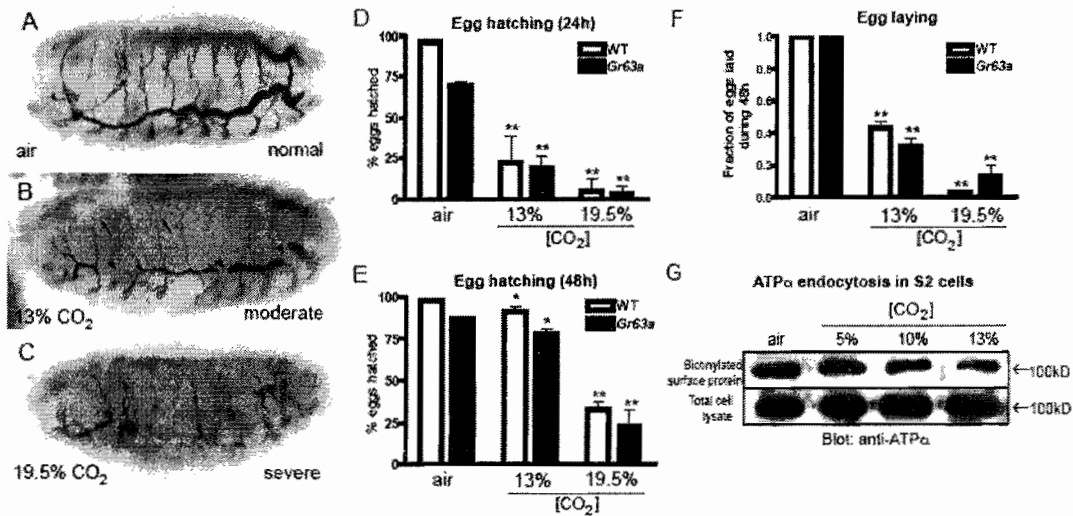 A
air
normal
B
13% CO2
moderate
C
19.5% CO2
severe
D
Egg hatching (24h)
WT
Gr63a
% eggs hatched
100
75
50
25
0
**
**
**
**
air
13%
19.5%
[CO2]
E
Egg hatching (48h)
WT
Gr63a
% eggs hatched
100
75
50
25
0
*
*
**
**
air
13%
19.5%
[CO2]
F
Egg laying
WT
Gr63a
Fraction of eggs laid
during 48h
1.0
0.8
0.6
0.4
0.2
0.0
**
**
**
**
air
13%
19.5%
[CO2]
G
ATPα endocytosis in S2 cells
[CO2]
air
5%
10%
13%
surface protein
←100kD
Total cell
lysate
←100kD
Blot: anti-ATPα